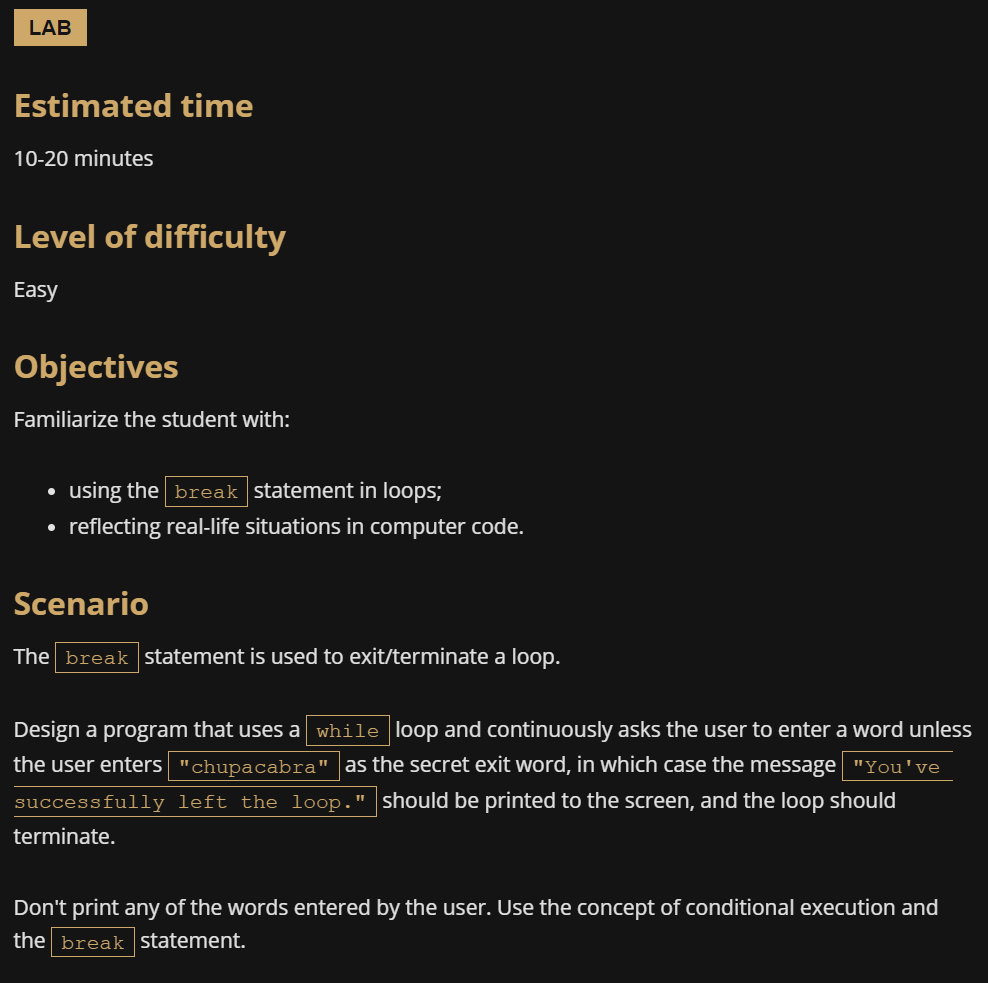 LAB
Estimated time
10-20 minutes
Level of difficulty
Easy
Objectives
Familiarize the student with:
• using the break statement in loops;
• reflecting real-life situations in computer code.
Scenario
The break statement is used to exit/terminate a loop.
Design a program that uses a while loop and continuously asks the user to enter a word unless
the user enters "chupacabra" as the secret exit word, in which case the message "You've
successfully left the loop." should be printed to the screen, and the loop should
terminate.
Don't print any of the words entered by the user. Use the concept of conditional execution and
the break statement.